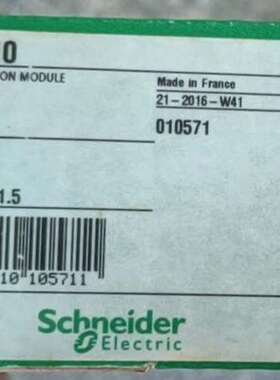 0
ON MODULE
Made in France
21-2016-W41
010571
1.5
10 105711
Schneider
Electric